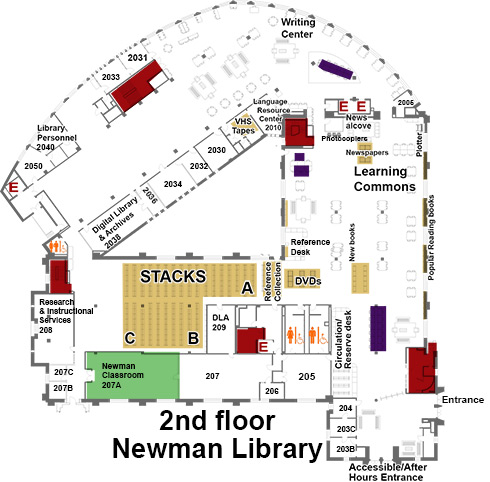 Writing
Center
2031
2033
Language
Resource
Center
2010
VHS
Tapes
E E
News
alcove
2005
Photocopiers
Plotter
Newspapers
Learning
Commons
Library
Personnel
2040
2050
E
2030
2032
2034
2036
Digital Library
& Archives
2038
Popular Reading books
New books
Reference
Desk
STACKS
A
B
C
Reference
Collection
DVDs
Research
& Instructional
Services
208
DLA
209
E
Circulation/
Reserve desk
207C
207B
Newman
Classroom
207A
207
206
205
204
203C
203B
Entrance
Accessible/After
Hours Entrance
2nd floor
Newman Library